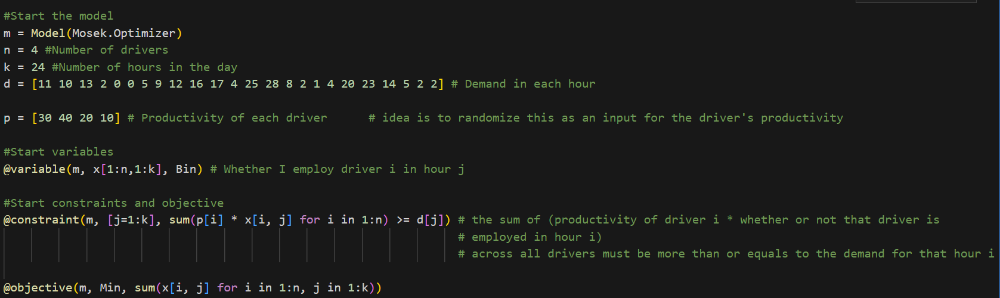 #Start the model
m = Model(Mosek.Optimizer)
n = 4 #Number of drivers
k = 24 #Number of hours in the day
d = [11 10 13 2 0 0 5 9 12 16 17 4 25 28 8 2 1 4 20 23 14 5 2 2] # Demand in each hour
p = [30 40 20 10] # Productivity of each driver      # idea is to randomize this as an input for the driver's productivity
#Start variables
@variable(m, x[1:n,1:k], Bin) # Whether I employ driver i in hour j
#Start constraints and objective
@constraint(m, [j=1:k], sum(p[i] * x[i, j] for i in 1:n) >= d[j]) # the sum of (productivity of driver i * whether or not that driver is
# employed in hour i)
# across all drivers must be more than or equals to the demand for that hour i
@objective(m, Min, sum(x[i, j] for i in 1:n, j in 1:k))